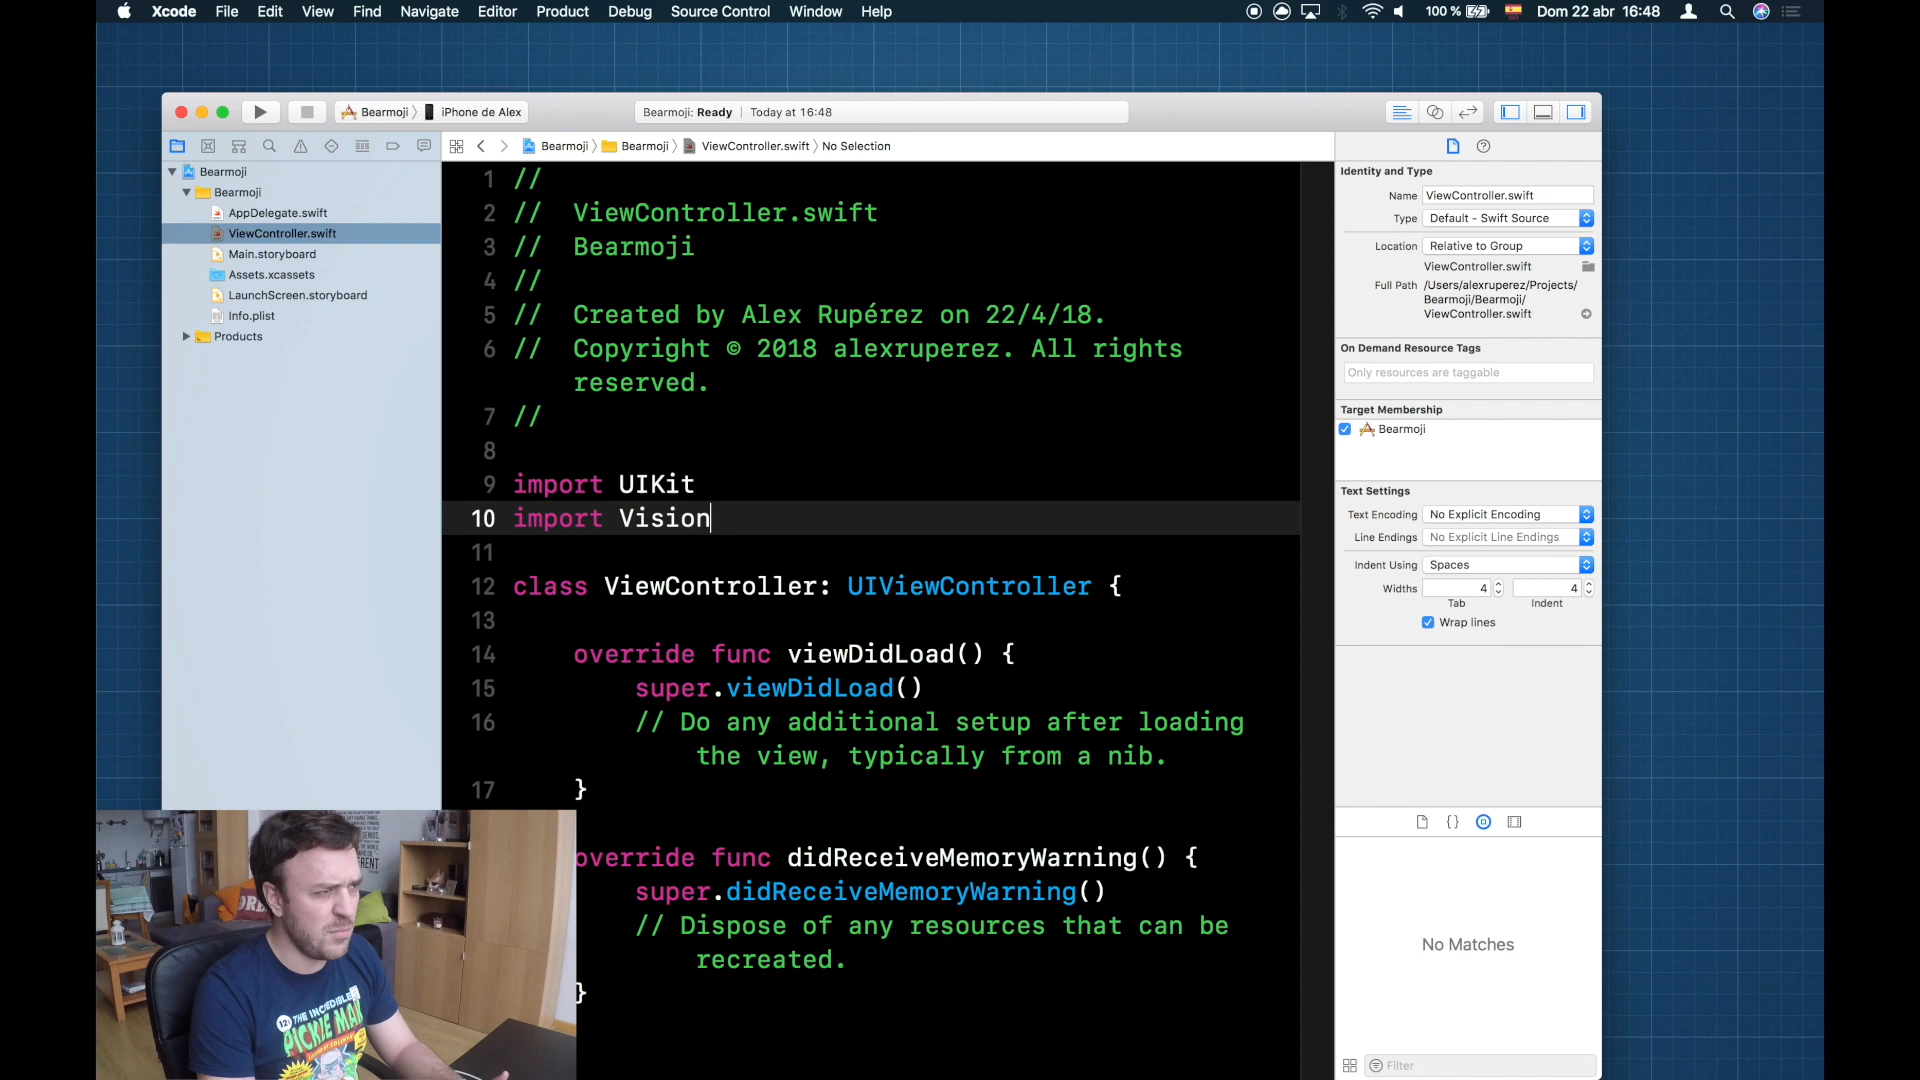 Xcode File Edit View Find Navigate Editor Product Debug Source Control Window Help 100 % Dom 22 abr 16:48
Bearmoji iPhone de Alex Bearmoji: Ready Today at 16:48
Bearmoji Bearmoji ViewController.swift No Selection
Bearmoji
Bearmoji
AppDelegate.swift
ViewController.swift
Main.storyboard
Assets.xcassets
LaunchScreen.storyboard
Info.plist
Products
1 //
2 // ViewController.swift
3 // Bearmoji
4 //
5 // Created by Alex Rupérez on 22/4/18.
6 // Copyright © 2018 alexruperez. All rights
reserved.
7 //
8
9 import UIKit
10 import Vision
11
12 class ViewController: UIViewController {
13
14 override func viewDidLoad() {
15 super.viewDidLoad()
16 // Do any additional setup after loading
the view, typically from a nib.
17 }
override func didReceiveMemoryWarning() {
super.didReceiveMemoryWarning()
// Dispose of any resources that can be
recreated.
}
Identity and Type
Name ViewController.swift
Type Default - Swift Source
Location Relative to Group
ViewController.swift
Full Path /Users/alexruperez/Projects/
Bearmoji/Bearmoji/
ViewController.swift
On Demand Resource Tags
Only resources are taggable
Target Membership
Bearmoji
Text Settings
Text Encoding No Explicit Encoding
Line Endings No Explicit Line Endings
Indent Using Spaces
Widths 4 4
Tab Indent
Wrap lines
{}
No Matches
Filter
THE INCREDIBLE
PICKLE MAN
12¢